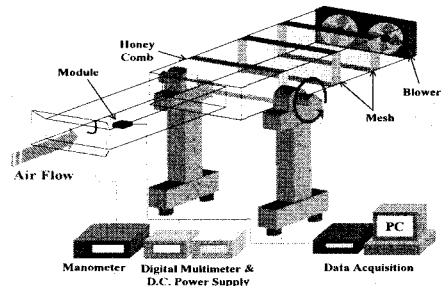 Honey
Comb
Module
Blower
Mesh
Air Flow
PC
Manometer
Digital Multimeter &
D.C. Power Supply
Data Acquisition